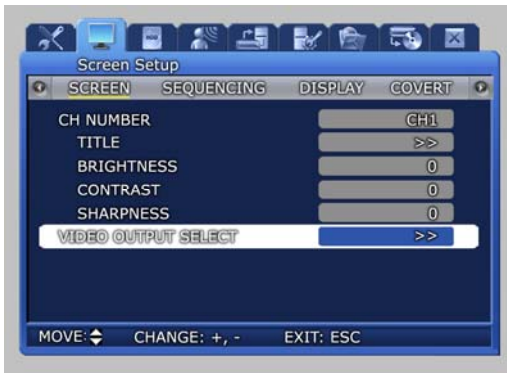 Screen Setup
SCREEN SEQUENCING DISPLAY COVERT
CH NUMBER CH1
TITLE >>
BRIGHTNESS 0
CONTRAST 0
SHARPNESS 0
VIDEO OUTPUT SELECT >>
MOVE: CHANGE: +, - EXIT: ESC